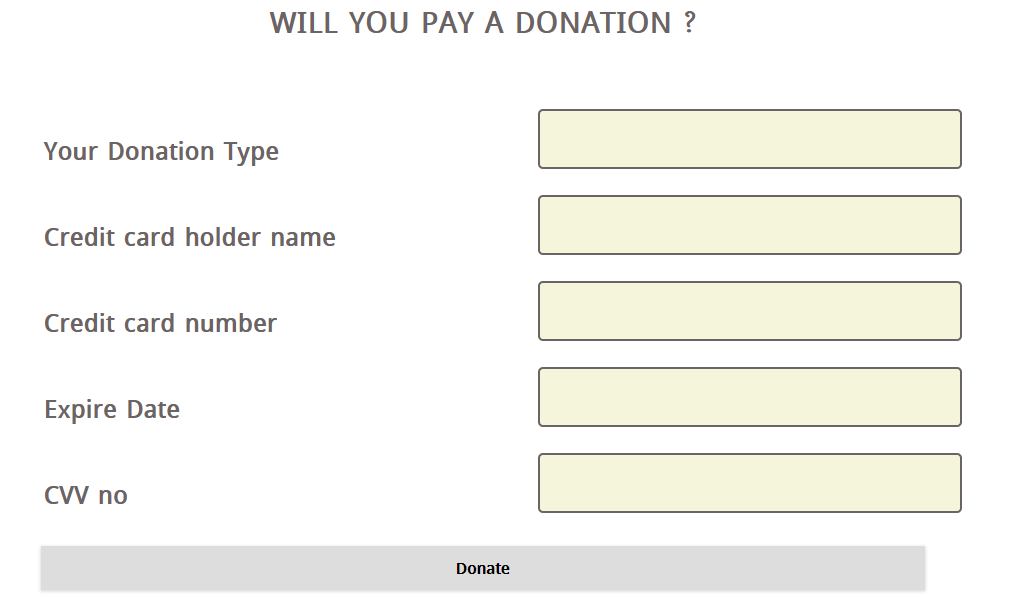 WILL YOU PAY A DONATION ?
Your Donation Type
Credit card holder name
Credit card number
Expire Date
CVV no
Donate